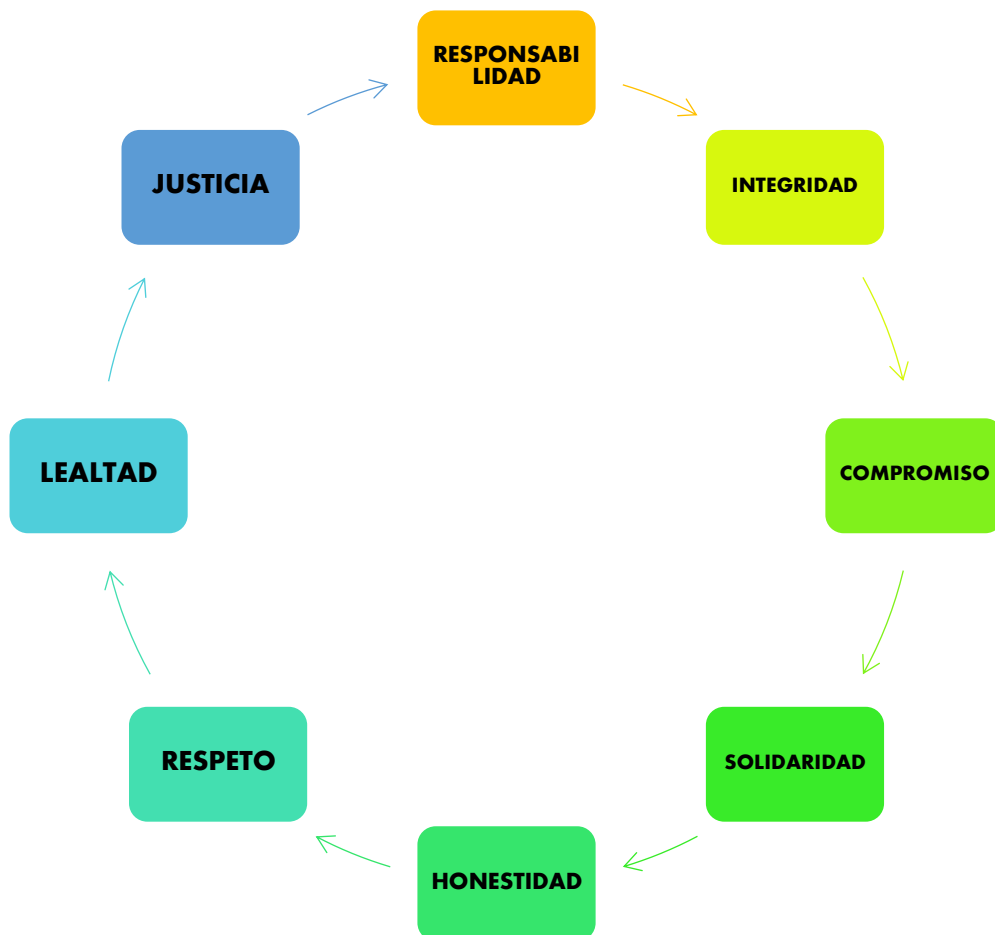 RESPONSABI
LIDAD
INTEGRIDAD
COMPROMISO
SOLIDARIDAD
HONESTIDAD
RESPETO
LEALTAD
JUSTICIA